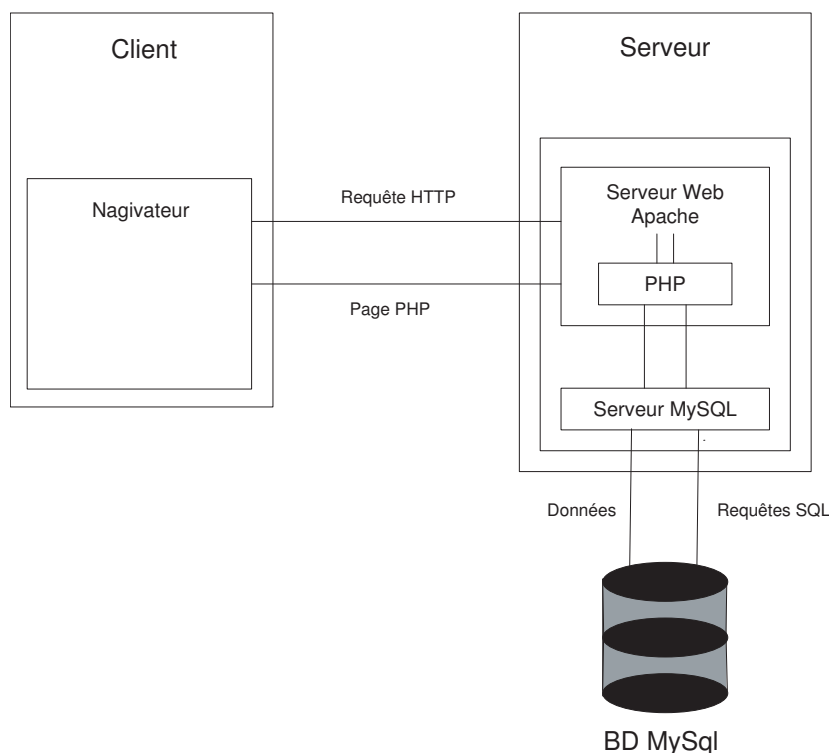 Client
Serveur
Nagivateur
Requête HTTP
Page PHP
Serveur Web
Apache
PHP
Serveur MySQL
Données
Requêtes SQL
BD MySql